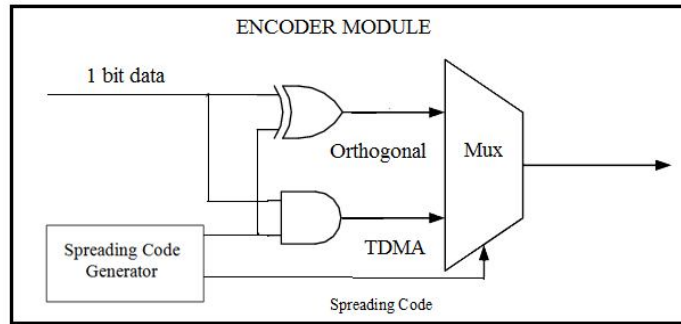 ENCODER MODULE
1 bit data
Orthogonal
Mux
Spreading Code
Generator
TDMA
Spreading Code